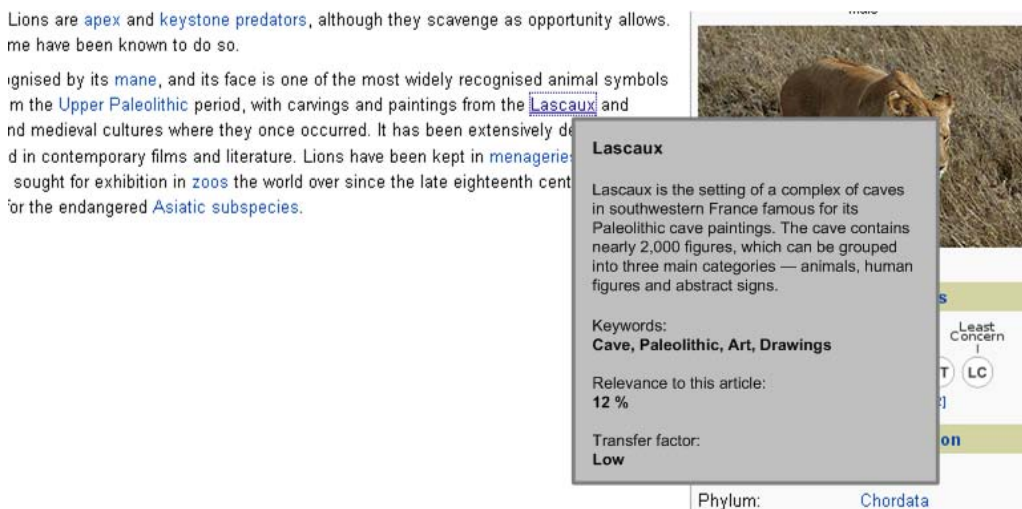 Lions are apex and keystone predators, although they scavenge as opportunity allows.
me have been known to do so.
gnised by its mane, and its face is one of the most widely recognised animal symbols
m the Upper Paleolithic period, with carvings and paintings from the Lascaux and
nd medieval cultures where they once occurred. It has been extensively de
d in contemporary films and literature. Lions have been kept in menageries
sought for exhibition in zoos the world over since the late eighteenth cent
for the endangered Asiatic subspecies.
Lascaux
Lascaux is the setting of a complex of caves
in southwestern France famous for its
Paleolithic cave paintings. The cave contains
nearly 2,000 figures, which can be grouped
into three main categories — animals, human
figures and abstract signs.
Keywords:
Cave, Paleolithic, Art, Drawings
Relevance to this article:
12 %
Transfer factor:
Low
s
Least
Concern
T LC
]
on
Phylum: Chordata